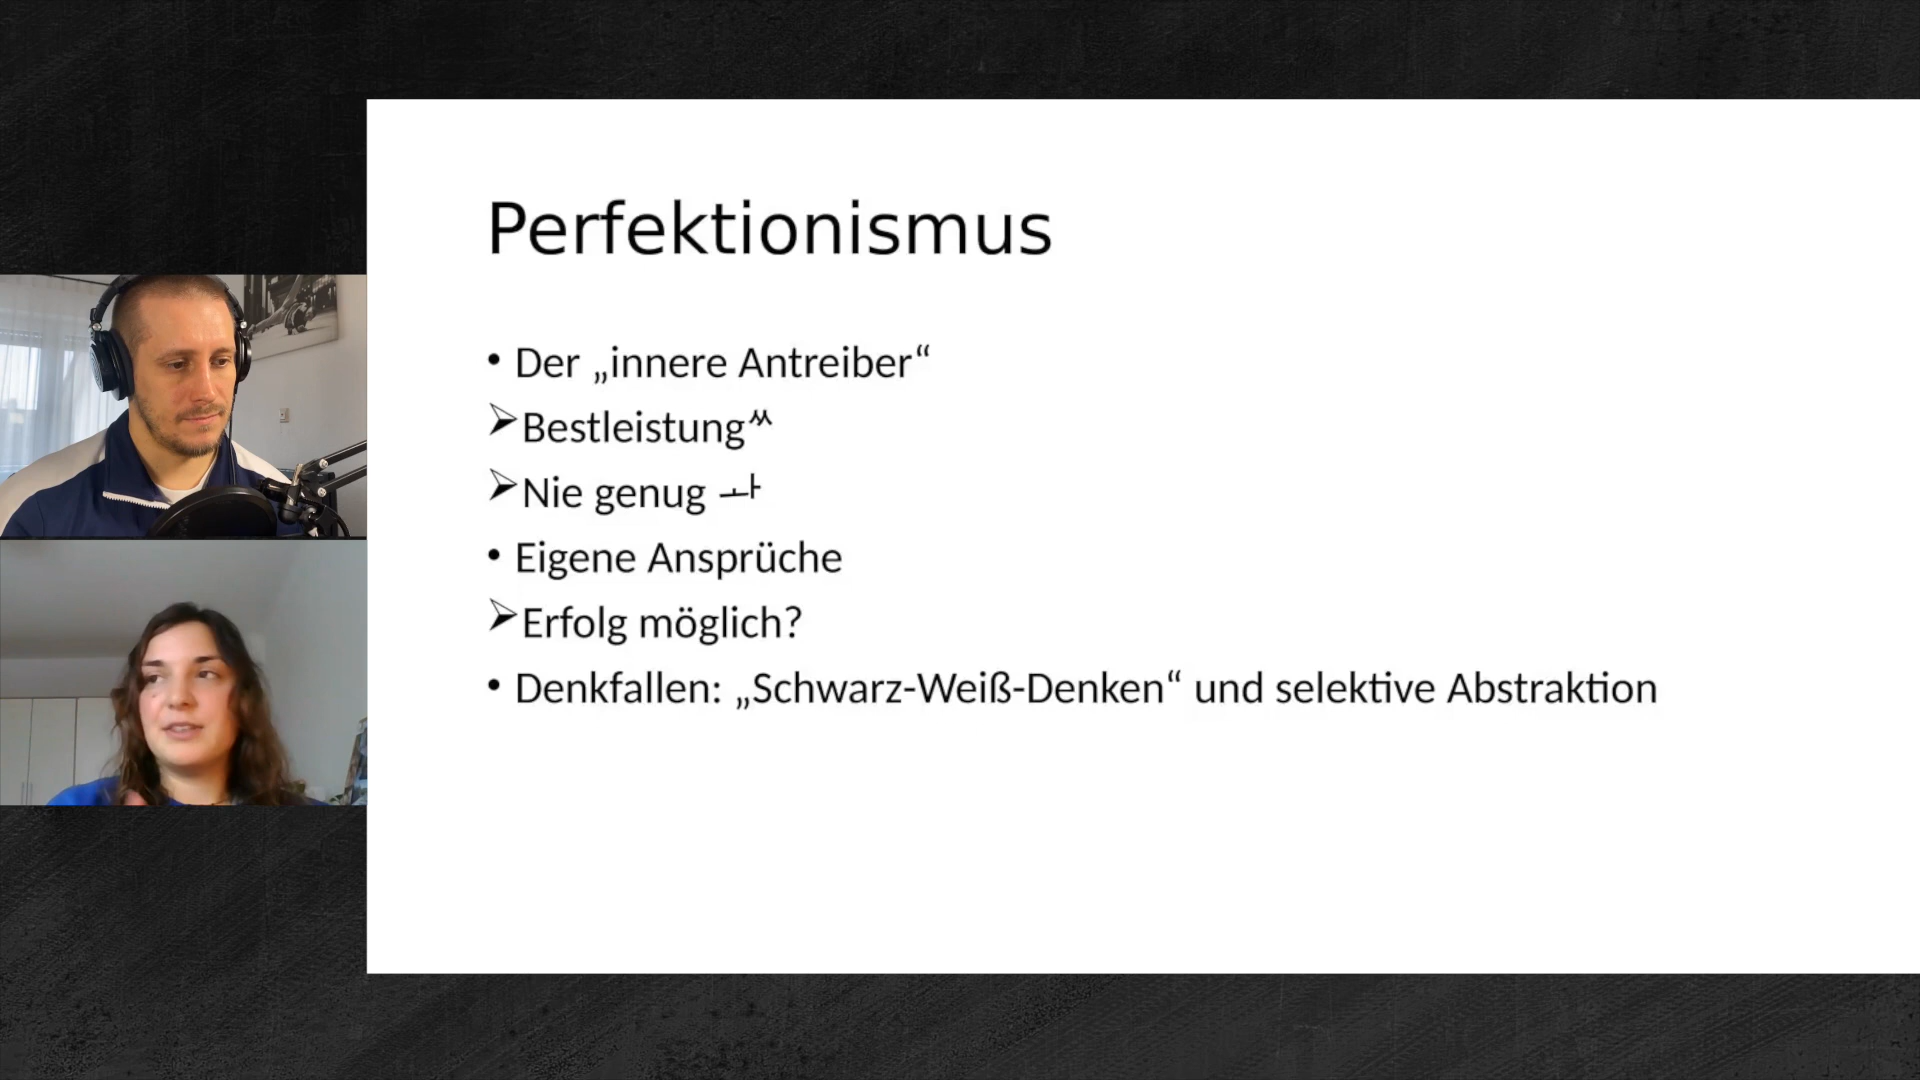 Perfektionismus
• Der „innere Antreiber“
➢Bestleistung
➢Nie genug
• Eigene Ansprüche
➢Erfolg möglich?
• Denkfallen: „Schwarz-Weiß-Denken“ und selektive Abstraktion